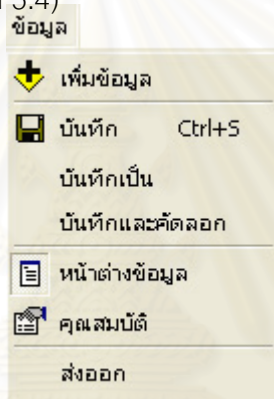 5.4)
ข้อมูล
เพิ่มข้อมูล
บันทึก Ctrl+S
บันทึกเป็น
บันทึกและคัดลอก
หน้าต่างข้อมูล
คุณสมบัติ
ส่งออก